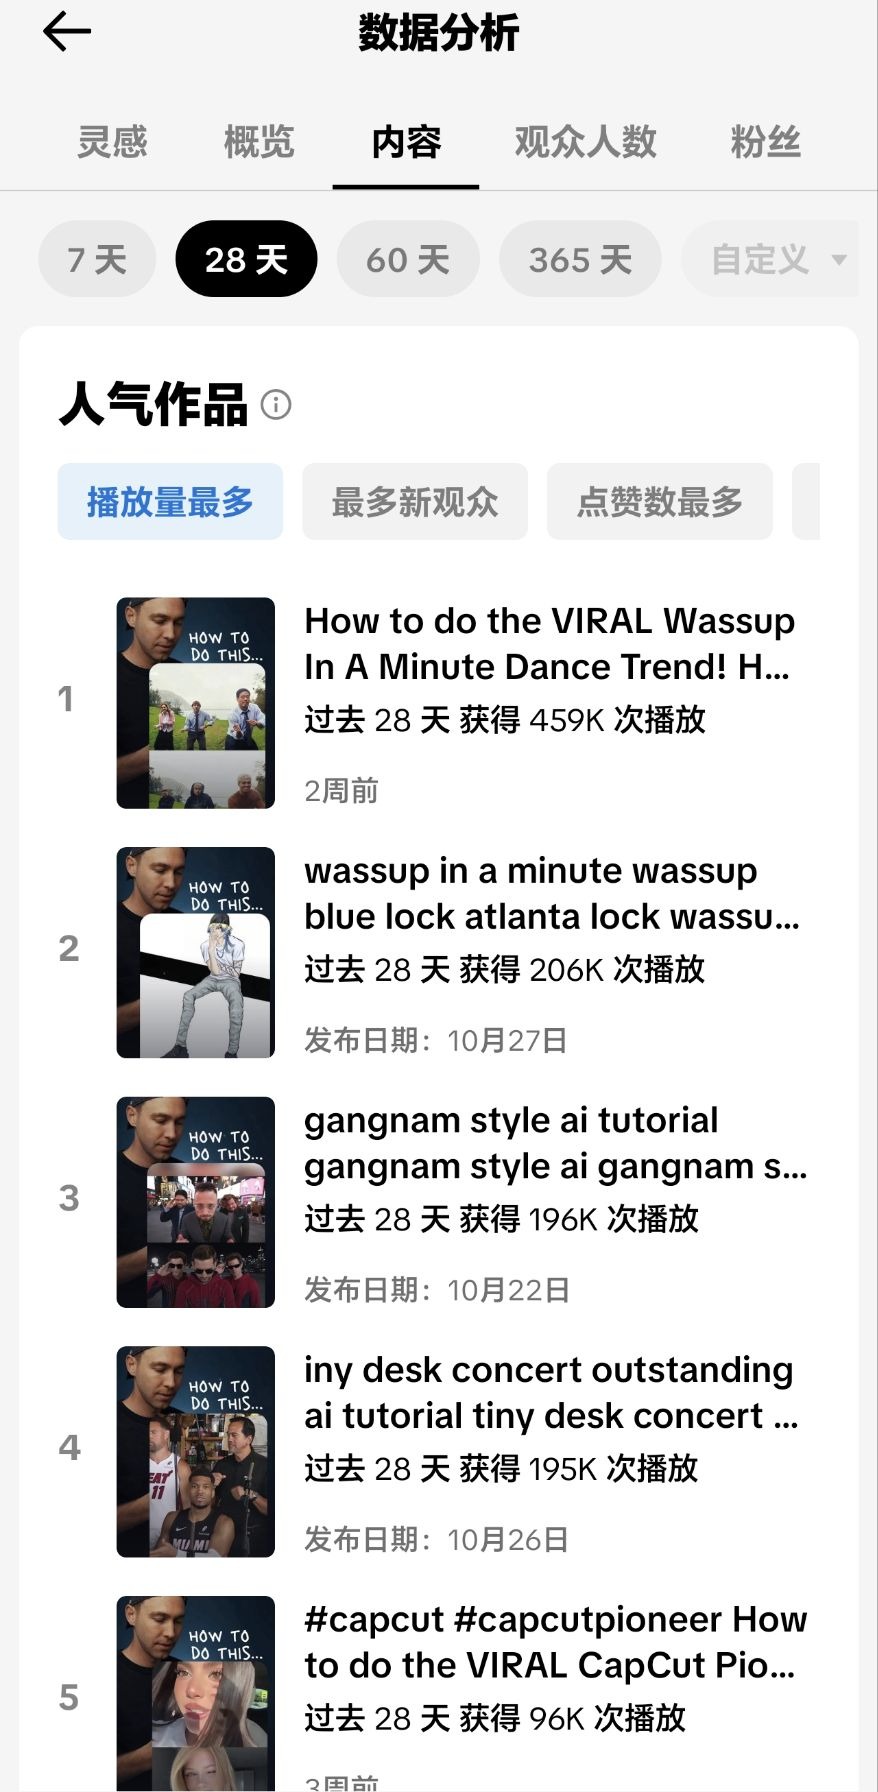 数据分析
灵感 概览 内容 观众人数 粉丝
7 天 28 天 60 天 365 天 自定义
人气作品
播放量最多 最多新观众 点赞数最多
1
HOW TO
DO THIS...
How to do the VIRAL Wassup
In A Minute Dance Trend! H...
过去 28 天 获得 459K 次播放
2周前
2
HOW TO
DO THIS...
wassup in a minute wassup
blue lock atlanta lock wassu...
过去 28 天 获得 206K 次播放
发布日期：10月27日
3
HOW TO
DO THIS...
gangnam style ai tutorial
gangnam style ai gangnam s...
过去 28 天 获得 196K 次播放
发布日期：10月22日
4
HOW TO
DO THIS...
EAT
11
MIAMI
iny desk concert outstanding
ai tutorial tiny desk concert ...
过去 28 天 获得 195K 次播放
发布日期：10月26日
5
HOW TO
DO THIS...
#capcut #capcutpioneer How
to do the VIRAL CapCut Pio...
过去 28 天 获得 96K 次播放
3周前